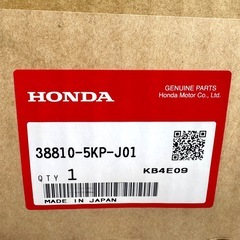 HONDA
GENUINE PARTS
Honda Motor Co., Ltd.
38810-5KP-J01
QTY 1
KB4E09
MADE IN JAPAN